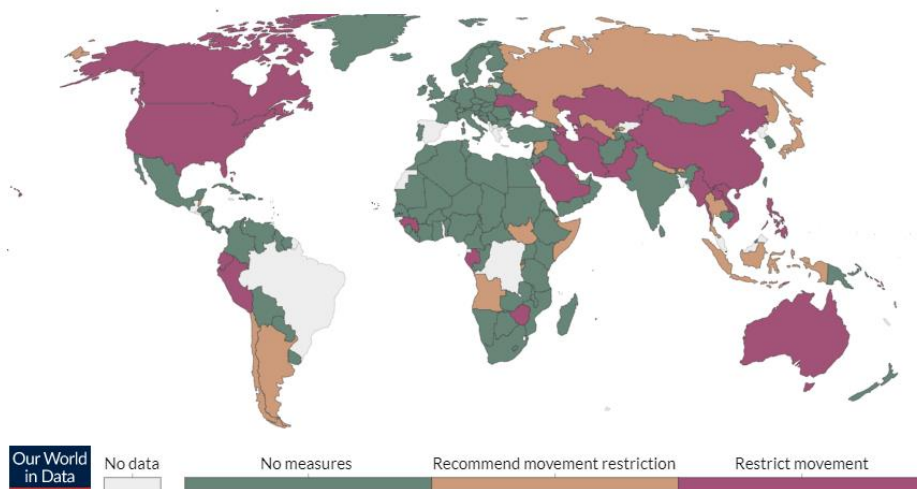 Our World
in Data
No data
No measures
Recommend movement restriction
Restrict movement